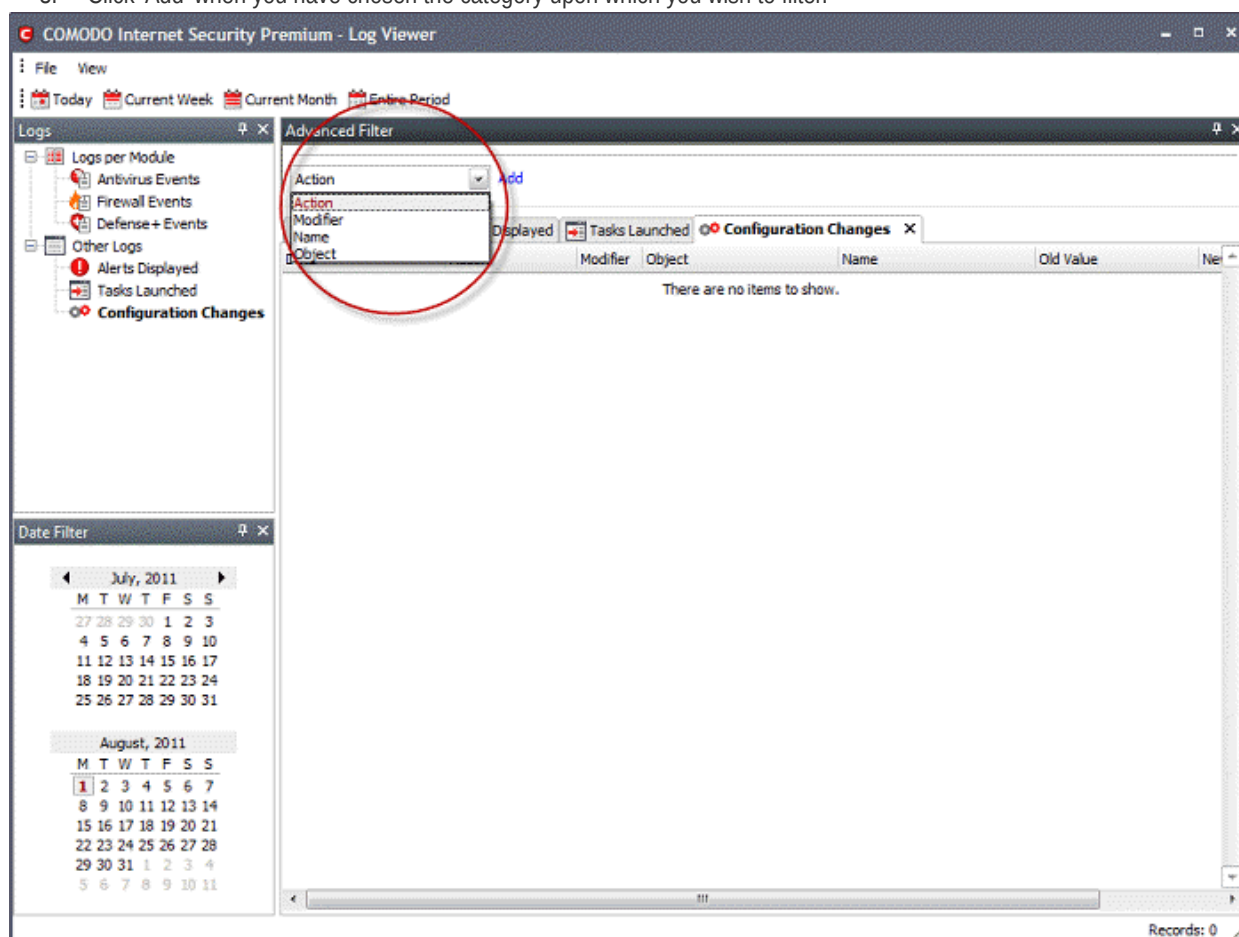 Click 'Add' when you have chosen the category upon which you wish to filter
COMODO Internet Security Premium - Log Viewer
File View
Today Current Week Current Month Entire Period
Logs
Logs per Module
Antivirus Events
Firewall Events
Defense+ Events
Other Logs
Alerts Displayed
Tasks Launched
Configuration Changes
Advanced Filter
Action Add
Action
Modifier
Name
Object
Displayed Tasks Launched Configuration Changes
Modifier Object Name Old Value
There are no items to show.
Date Filter
July, 2011
M T W T F S S
27 28 29 30 1 2 3
4 5 6 7 8 9 10
11 12 13 14 15 16 17
18 19 20 21 22 23 24
25 26 27 28 29 30 31
August, 2011
M T W T F S S
1 2 3 4 5 6 7
8 9 10 11 12 13 14
15 16 17 18 19 20 21
22 23 24 25 26 27 28
29 30 31 1 2 3 4
5 6 7 8 9 10 11
Records: 0